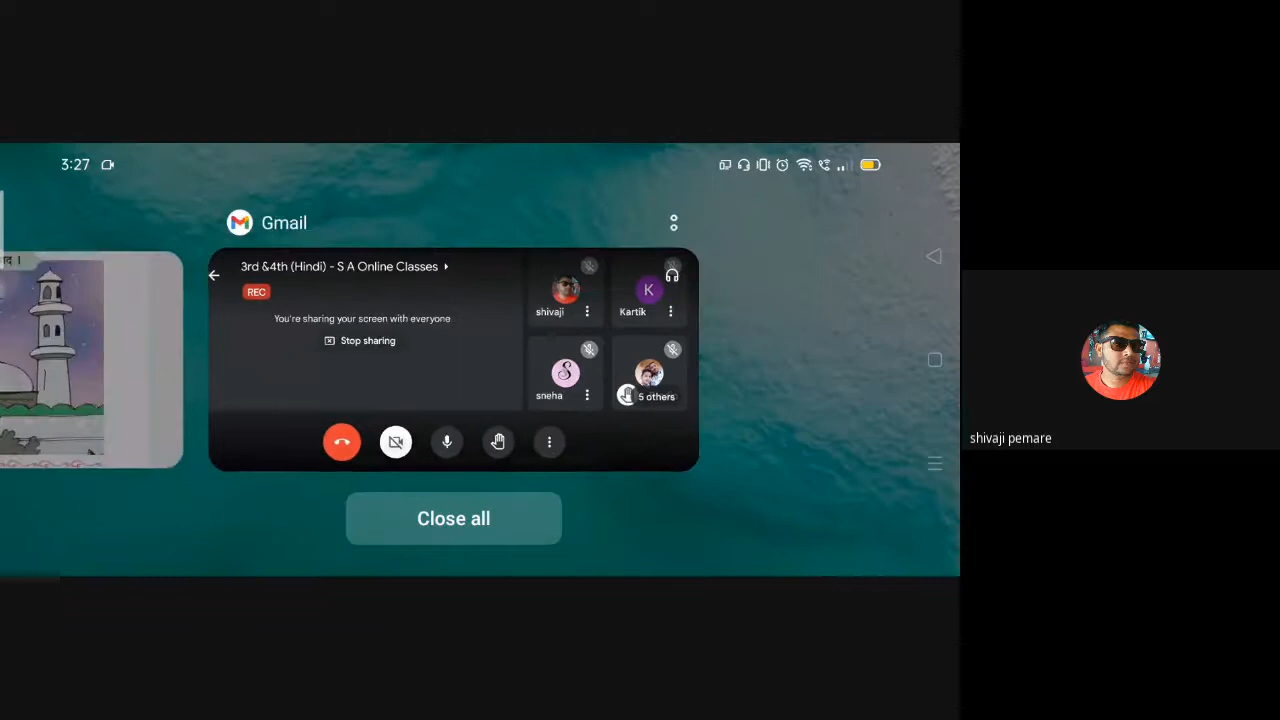 3:27
Gmail
3rd &4th (Hindi) - S A Online Classes
REC
You're sharing your screen with everyone
Stop sharing
shivaji
K
Kartik
S
sneha
5 others
Close all
shivaji pemare